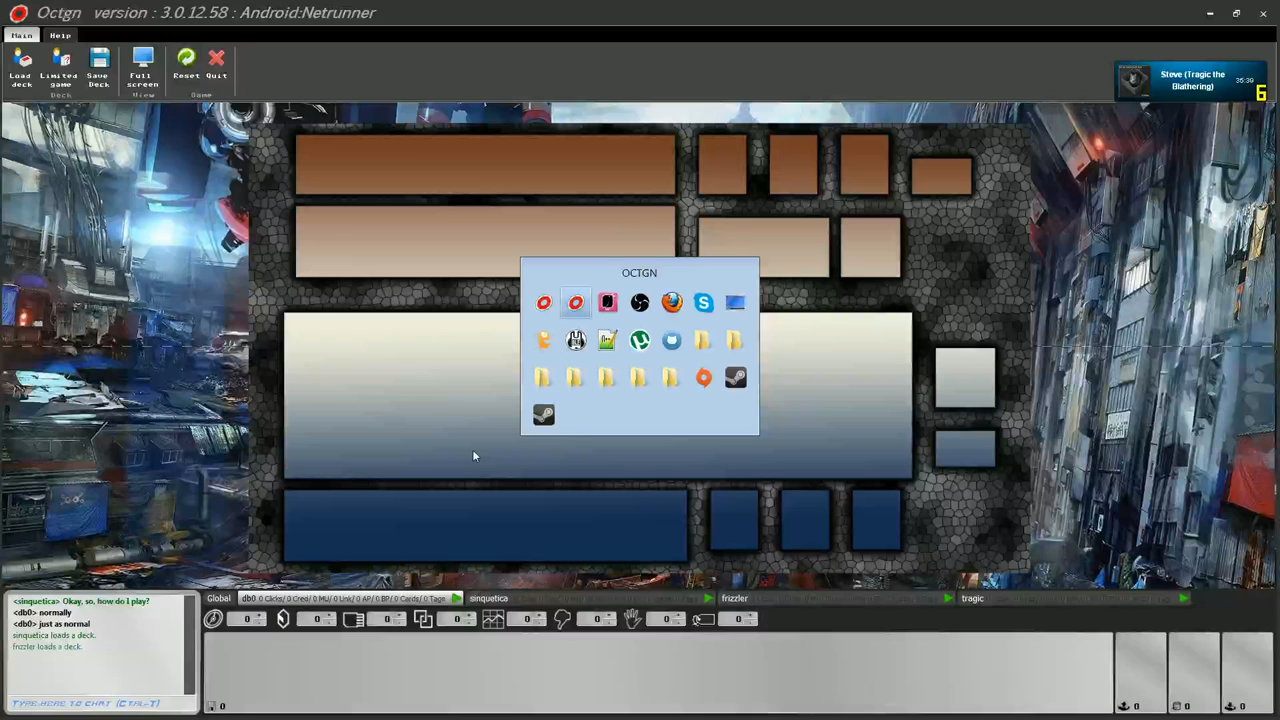 Octgn version : 3.0.12.58 : Android:Netrunner
Main Help
Load deck
Limited game
Save Deck
Full screen
Reset
Quit
Deck
View
Game
Steve (Tragic the Blathering)
36:39
6
OCTGN
<sinquetica> Okay, so, how do I play?
<db0> normally
<db0> just as normal
sinquetica loads a deck.
frizzler loads a deck.
Type here to chat (Ctrl-T)
Global
db0 0 Clicks/ 0 Cred/ 0 MU/ 0 Link/ 0 AP/ 0 BP/ 0 Cards/ 0 Tags
sinquetica
frizzler
tragic
0 0 0 0 0 0 0 0
0
0 0 0